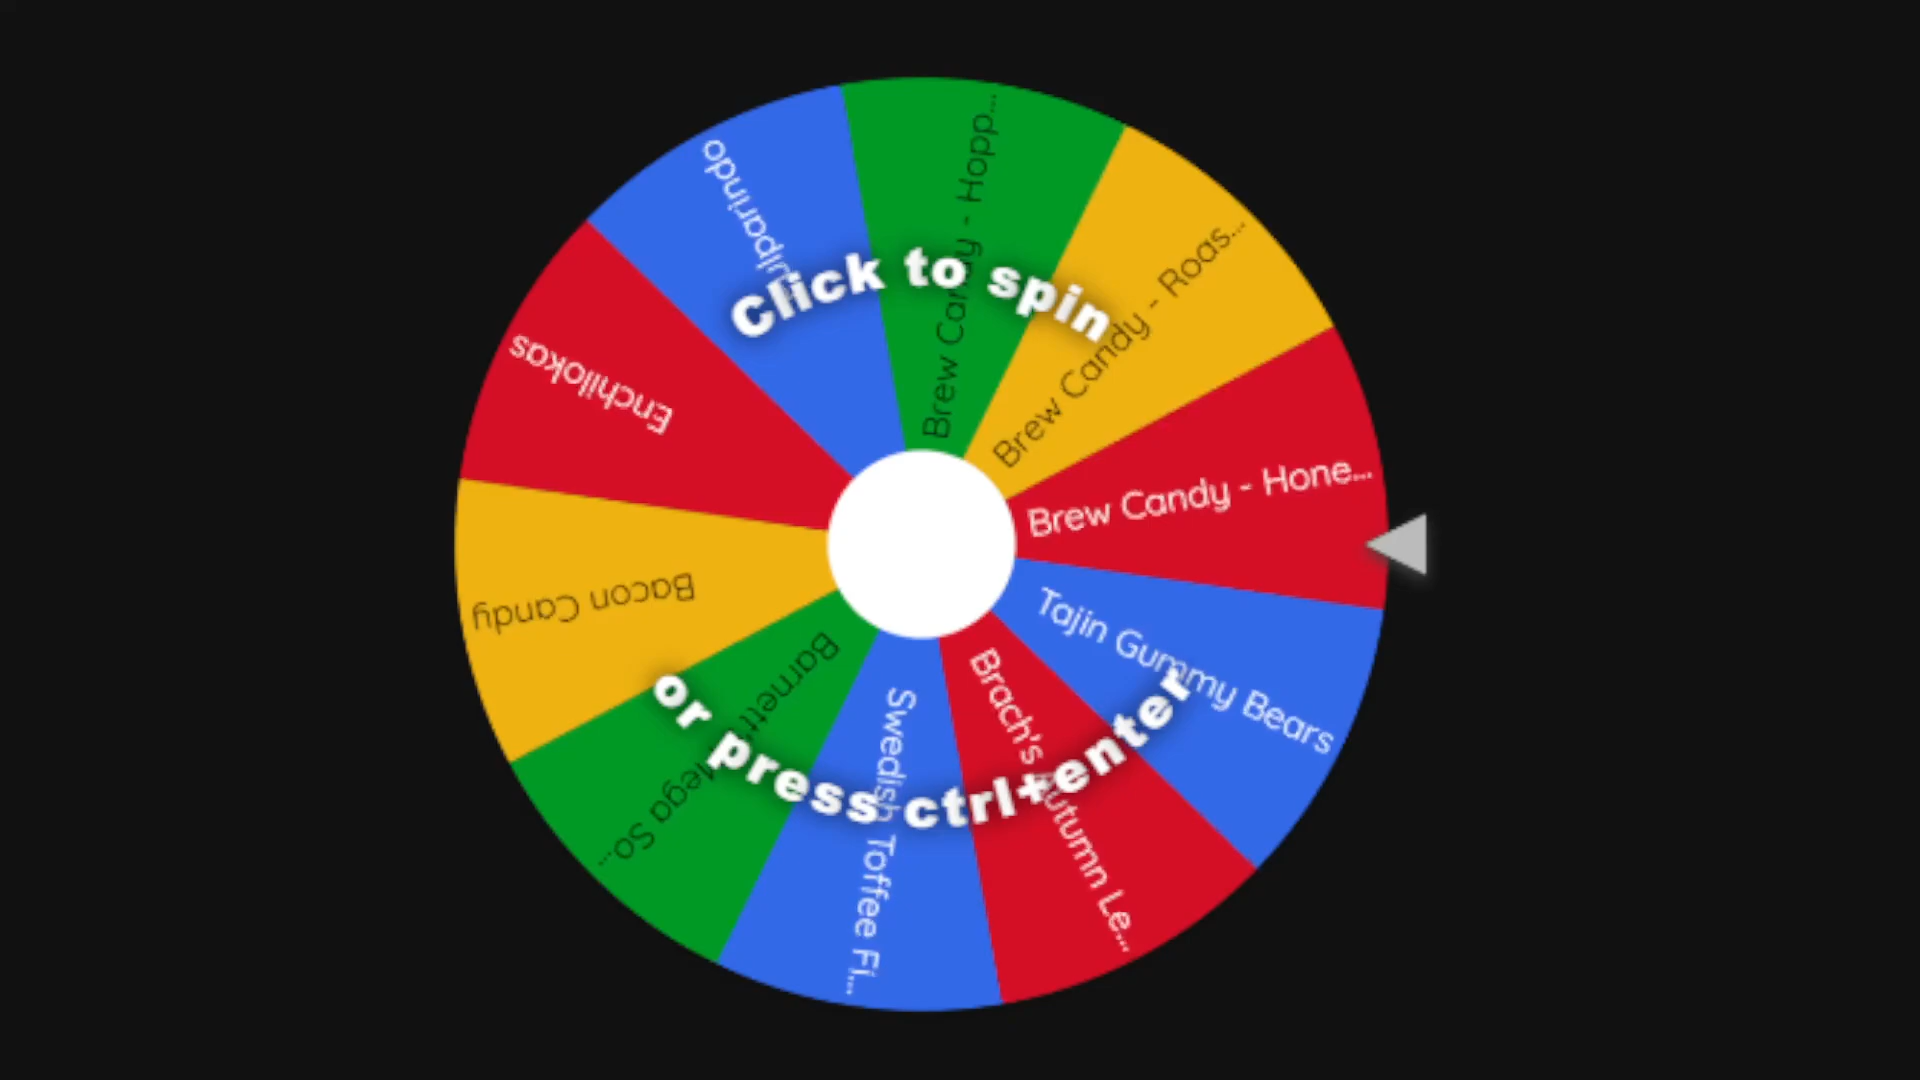 Click to spin
or press ctrl+enter
Brew Candy - Hopp...
Brew Candy - Roas...
Brew Candy - Hone...
Tajin Gummy Bears
Brach's Autumn Le...
Swedish Toffee Fi...
Barnett's Mega So...
Bacon Candy
Enchilokas
Pulparindo